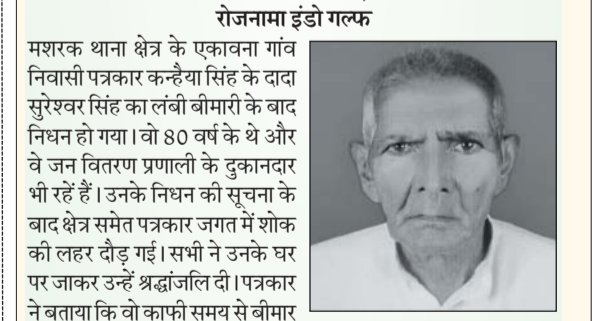 रोजनामा इंडो गल्फ
मशरक थाना क्षेत्र के एकावना गांव
निवासी पत्रकार कन्हैया सिंह के दादा
सुरेश्वर सिंह का लंबी बीमारी के बाद
निधन हो गया। वो 80 वर्ष के थे और
वे जन वितरण प्रणाली के दुकानदार
भी रहें हैं। उनके निधन की सूचना के
बाद क्षेत्र समेत पत्रकार जगत में शोक
की लहर दौड़ गई। सभी ने उनके घर
पर जाकर उन्हें श्रद्धांजलि दी। पत्रकार
ने बताया कि वो काफी समय से बीमार